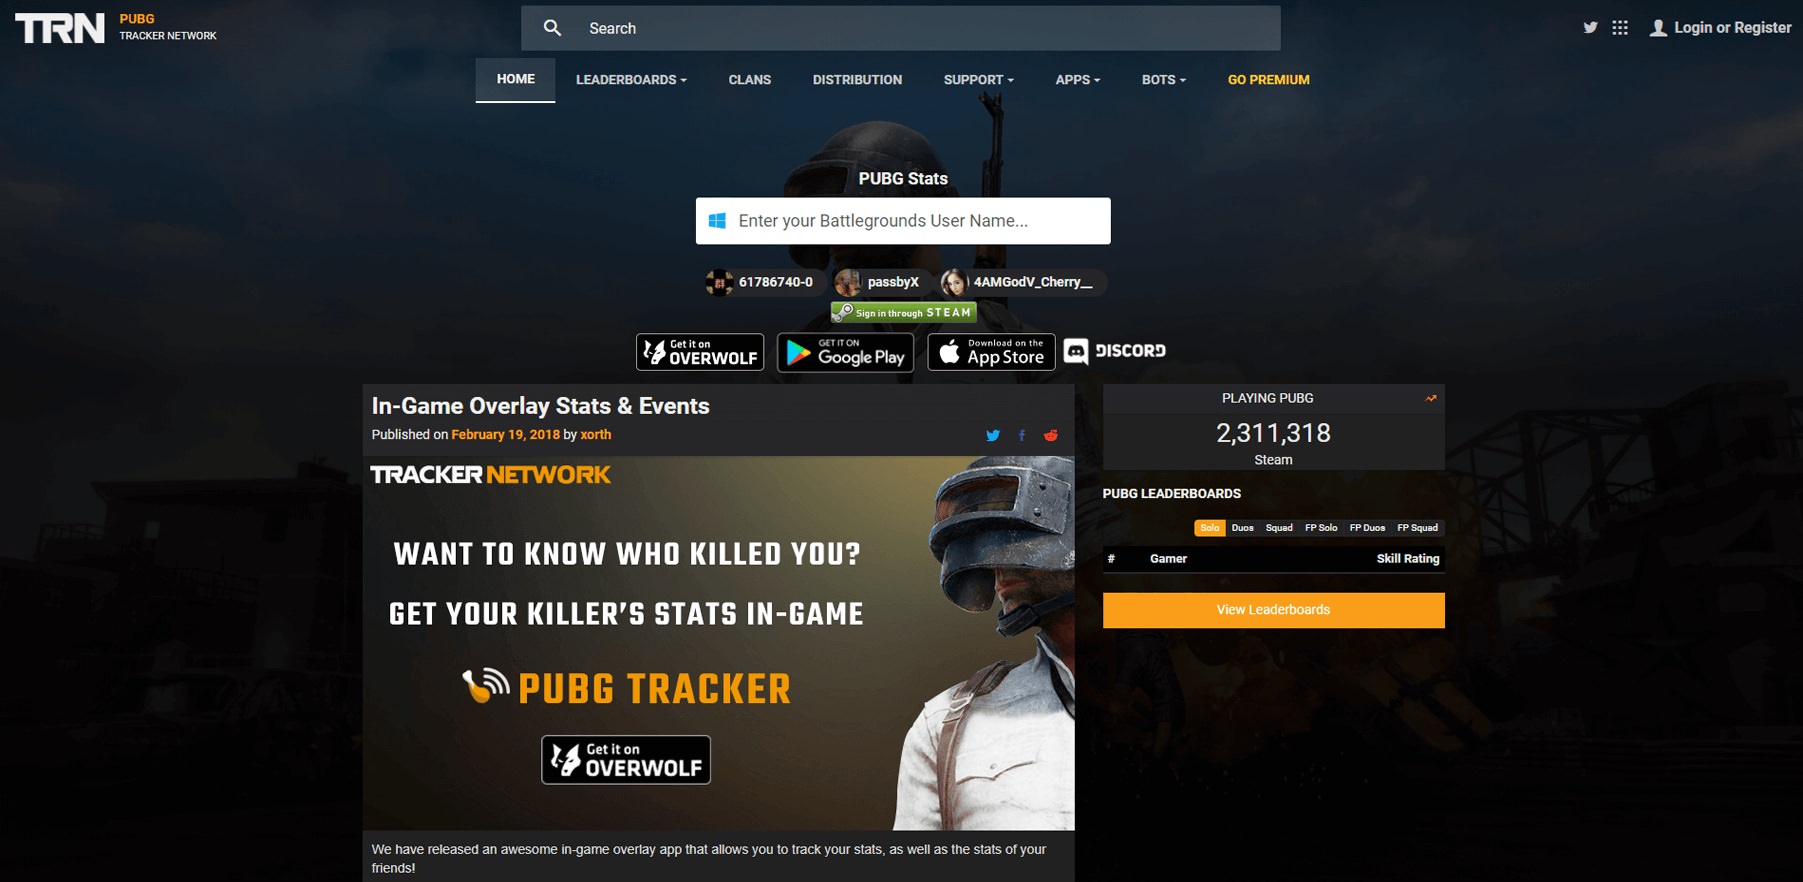 TRN
PUBG
TRACKER NETWORK
Search
Login or Register
HOME
LEADERBOARDS
CLANS
DISTRIBUTION
SUPPORT
APPS
BOTS
GO PREMIUM
PUBG Stats
Enter your Battlegrounds User Name...
61786740-0
passbyX
4AMGodV_Cherry__
Sign in through STEAM
Get it on
OVERWOLF
GET IT ON
Google Play
Download on the
App Store
DISCORD
In-Game Overlay Stats & Events
Published on February 19, 2018 by xorth
TRACKER NETWORK
WANT TO KNOW WHO KILLED YOU?
GET YOUR KILLER'S STATS IN-GAME
PUBG TRACKER
Get it on
OVERWOLF
We have released an awesome in-game overlay app that allows you to track your stats, as well as the stats of your
friends!
PLAYING PUBG
2,311,318
Steam
PUBG LEADERBOARDS
Solo Duos Squad FP Solo FP Duos FP Squad
# Gamer Skill Rating
View Leaderboards